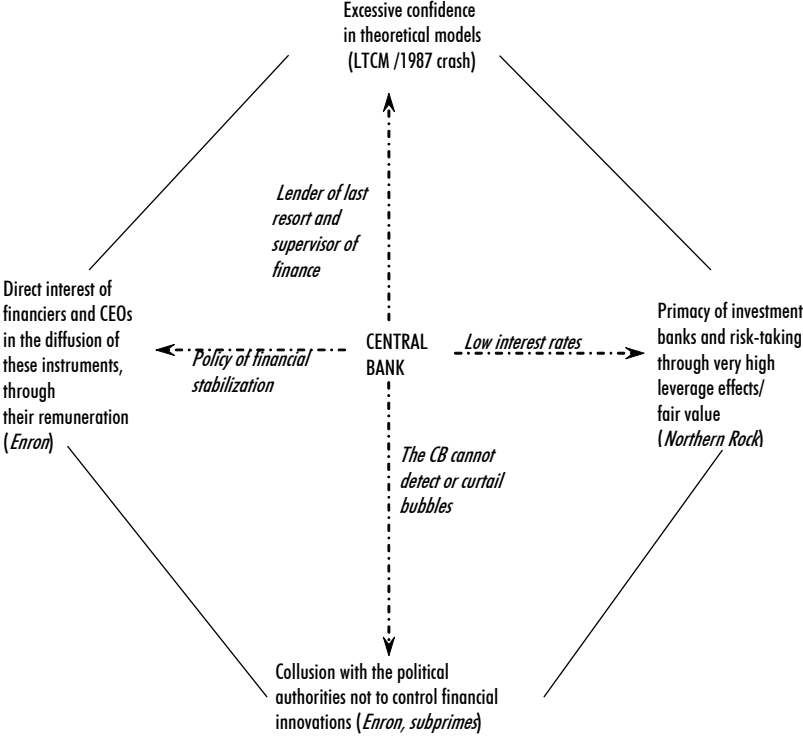 Excessive confidence
in theoretical models
(LTCM /1987 crash)
Lender of last
resort and
supervisor of
finance
Direct interest of
financiers and CEOs
in the diffusion of
these instruments,
through
their remuneration
(Enron)
Policy of financial
stabilization
CENTRAL
BANK
Low interest rates
Primacy of investment
banks and risk-taking
through very high
leverage effects/
fair value
(Northern Rock)
The CB cannot
detect or curtail
bubbles
Collusion with the political
authorities not to control financial
innovations (Enron, subprimes)